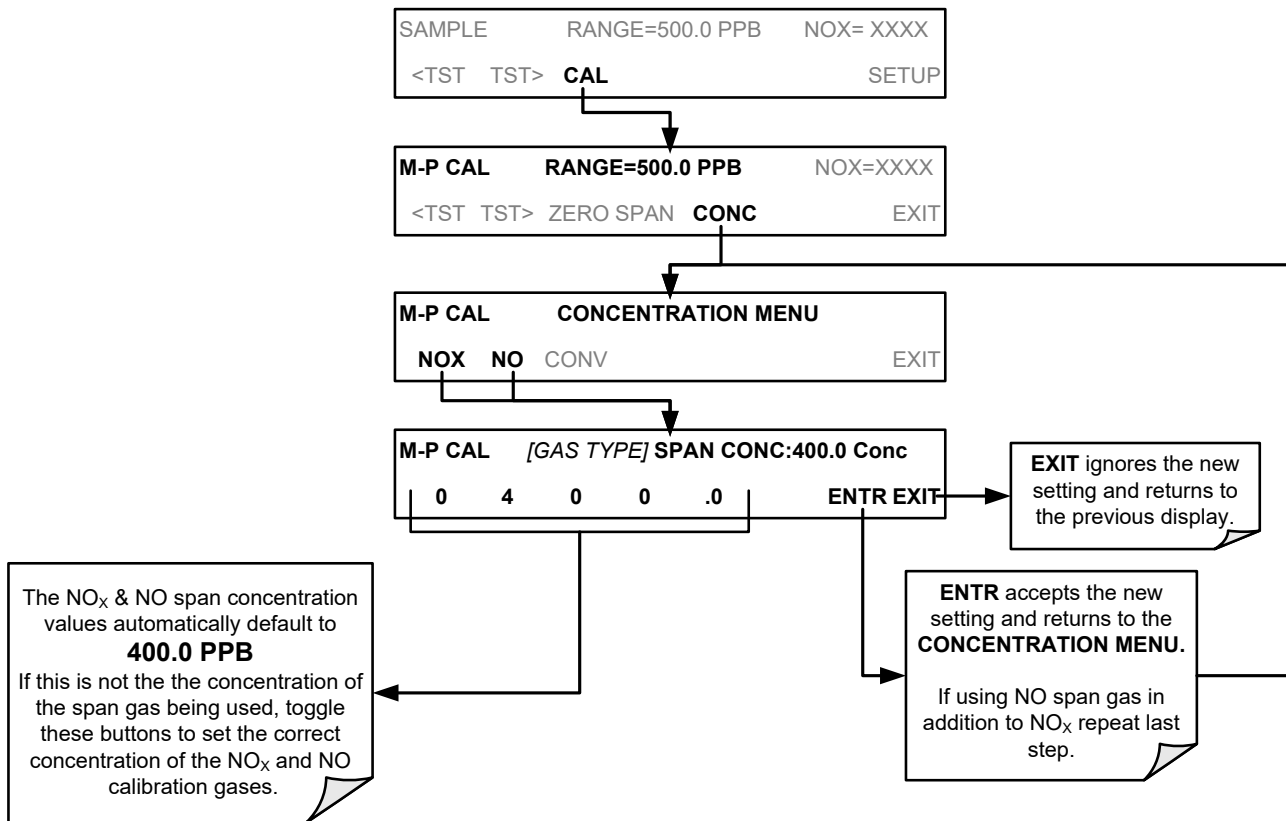 SAMPLE RANGE=500.0 PPB NOX= XXXX
<TST TST> CAL SETUP
M-P CAL RANGE=500.0 PPB NOX=XXXX
<TST TST> ZERO SPAN CONC EXIT
M-P CAL CONCENTRATION MENU
NOX NO CONV EXIT
M-P CAL [GAS TYPE] SPAN CONC:400.0 Conc
0 4 0 0 .0 ENTR EXIT
EXIT ignores the new
setting and returns to
the previous display.
The NOX & NO span concentration
values automatically default to
400.0 PPB
If this is not the the concentration of
the span gas being used, toggle
these buttons to set the correct
concentration of the NOX and NO
calibration gases.
ENTR accepts the new
setting and returns to the
CONCENTRATION MENU.
If using NO span gas in
addition to NOX repeat last
step.